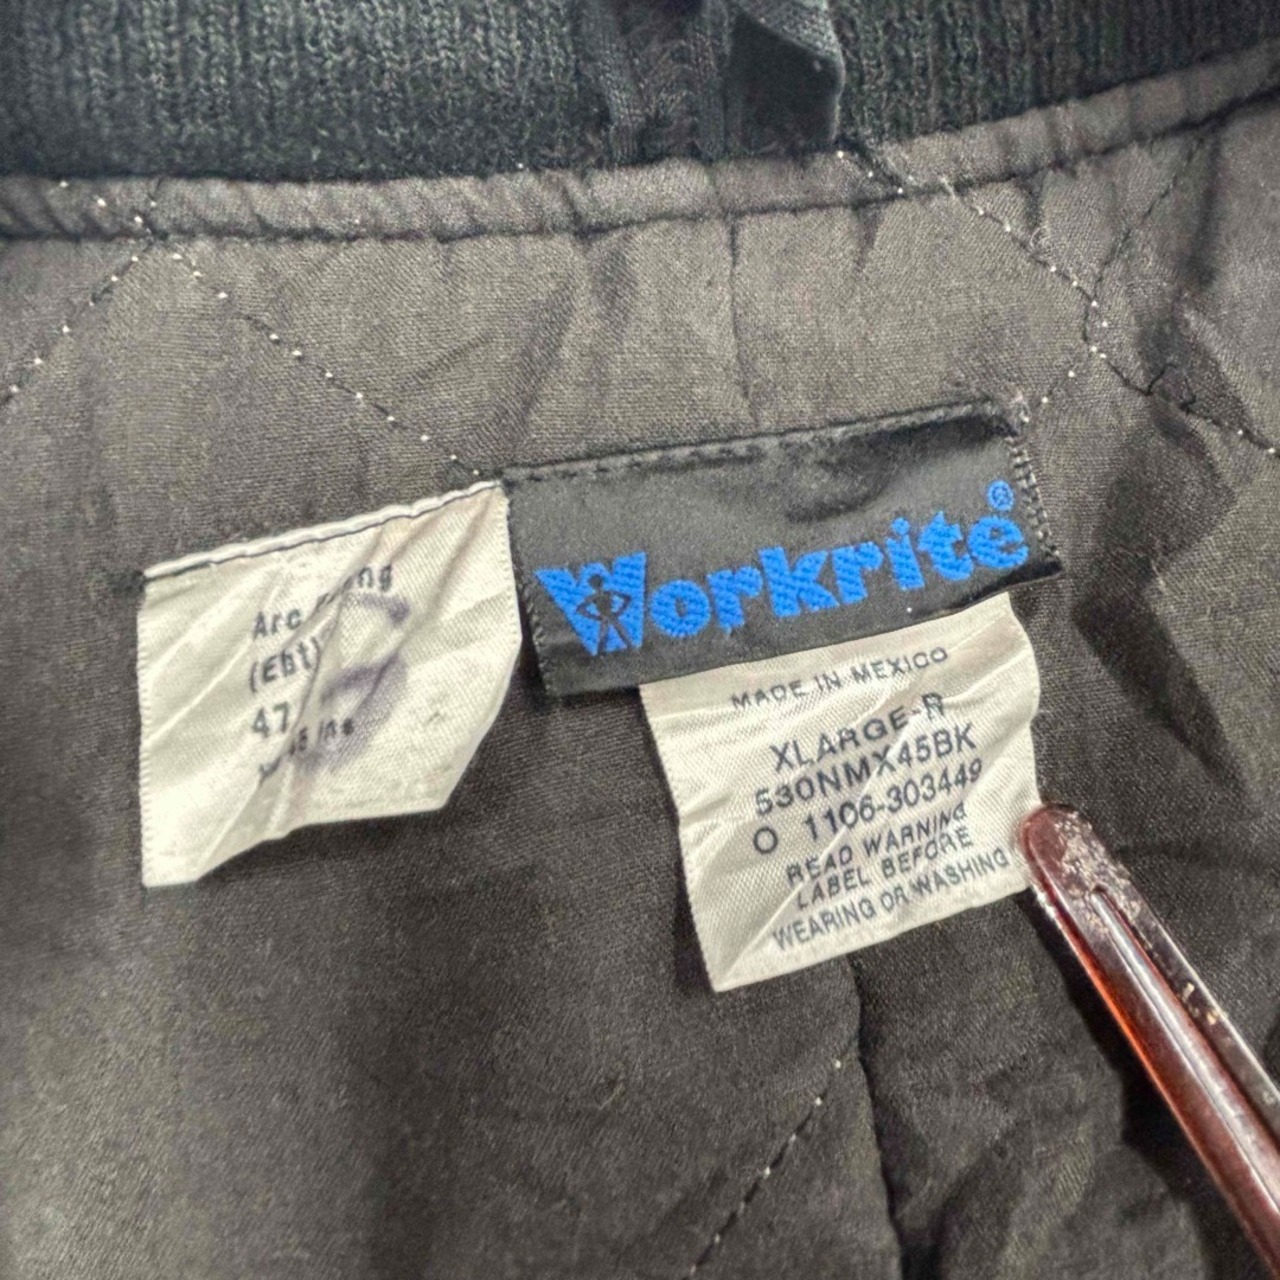 Arc
(Ebt)
47
Workrite®
MADE IN MEXICO
XLARGE-R
530NMX45BK
O 1106-303449
READ WARNING
LABEL BEFORE
WEARING OR WASHING